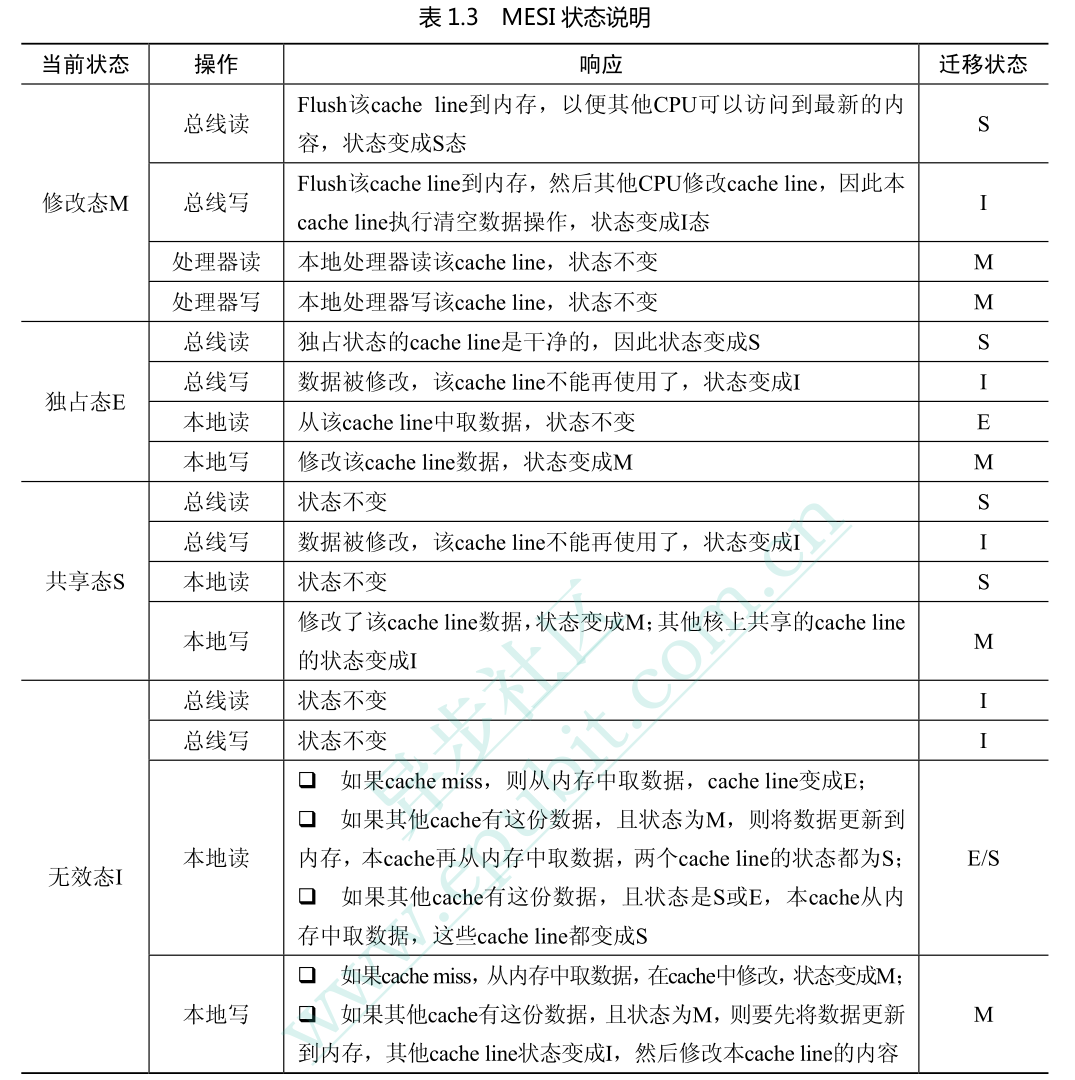 表 1.3 MESI 状态说明
当前状态 操作 响应 迁移状态
修改态M
总线读
Flush该cache line到内存，以便其他CPU可以访问到最新的内
容，状态变成S态
S
总线写
Flush该cache line到内存，然后其他CPU修改cache line，因此本
cache line执行清空数据操作，状态变成I态
I
处理器读 本地处理器读该cache line，状态不变 M
处理器写 本地处理器写该cache line，状态不变 M
独占态E
总线读 独占状态的cache line是干净的，因此状态变成S S
总线写 数据被修改，该cache line不能再使用了，状态变成I I
本地读 从该cache line中取数据，状态不变 E
本地写 修改该cache line数据，状态变成M M
共享态S
总线读 状态不变 S
总线写 数据被修改，该cache line不能再使用了，状态变成I I
本地读 状态不变 S
本地写
修改了该cache line数据，状态变成M；其他核上共享的cache line
的状态变成I
M
无效态I
总线读 状态不变 I
总线写 状态不变 I
本地读
❑ 如果cache miss，则从内存中取数据，cache line变成E；
❑ 如果其他cache有这份数据，且状态为M，则将数据更新到
内存，本cache再从内存中取数据，两个cache line的状态都为S；
❑ 如果其他cache有这份数据，且状态是S或E，本cache从内
存中取数据，这些cache line都变成S
E/S
本地写
❑ 如果cache miss，从内存中取数据，在cache中修改，状态变成M；
❑ 如果其他cache有这份数据，且状态为M，则要先将数据更新
到内存，其他cache line状态变成I，然后修改本cache line的内容
M
异步社区
www.epubit.com.cn